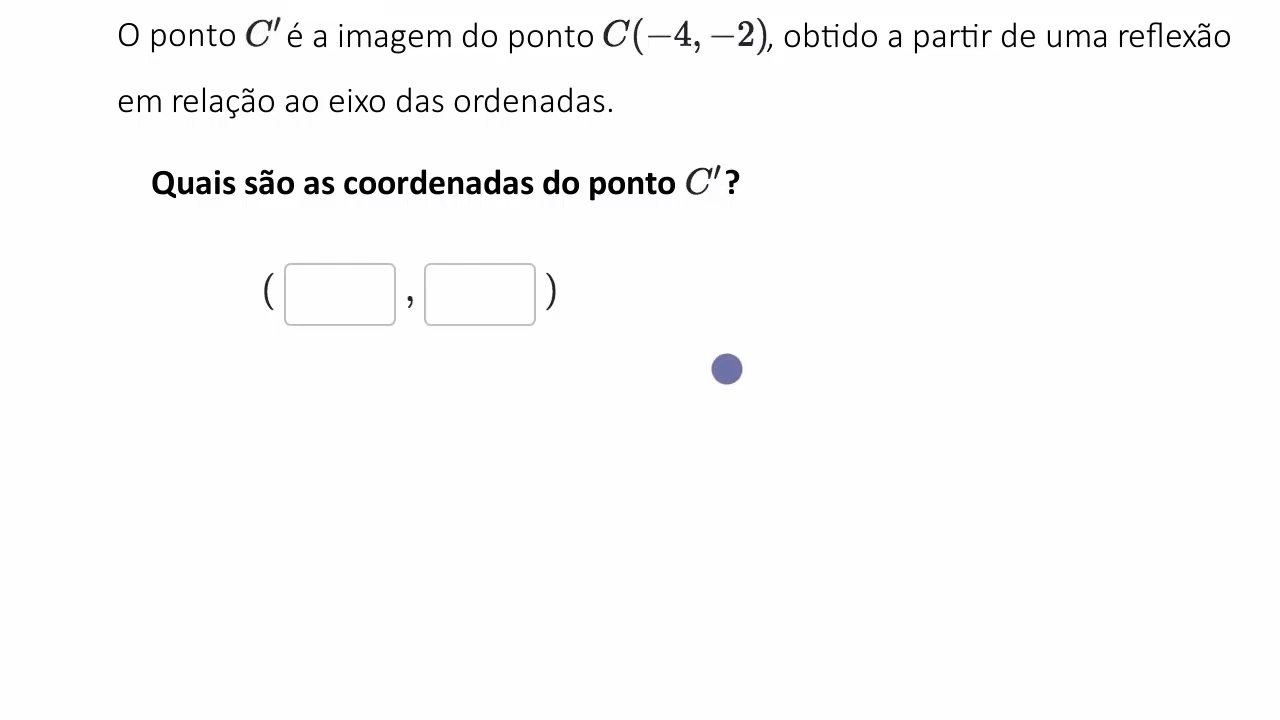 O ponto C′ é a imagem do ponto C(−4, −2), obtido a partir de uma reflexão
em relação ao eixo das ordenadas.
Quais são as coordenadas do ponto C′?
( , )